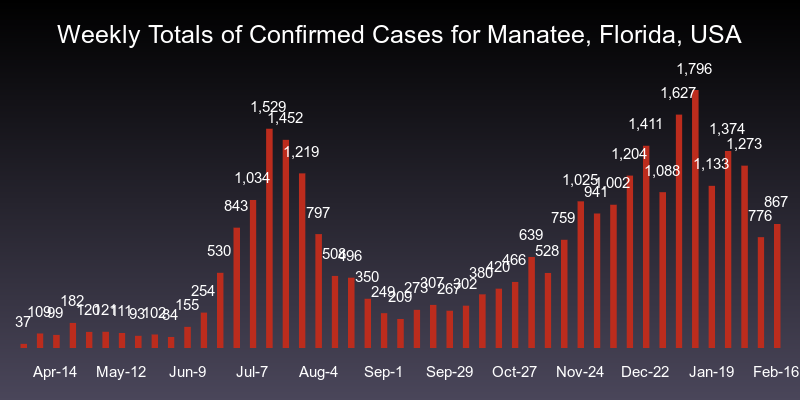 Weekly Totals of Confirmed Cases for Manatee, Florida, USA
37 109 99 182 120 121 111 93 102 84 155 254 530 843 1,034 1,529 1,452 1,219 797 503 496 350 249 209 273 307 267 302 380 420 466 639 528 759 1,025 941 1,002 1,204 1,411 1,088 1,627 1,796 1,133 1,374 1,273 776 867
Apr-14 May-12 Jun-9 Jul-7 Aug-4 Sep-1 Sep-29 Oct-27 Nov-24 Dec-22 Jan-19 Feb-16